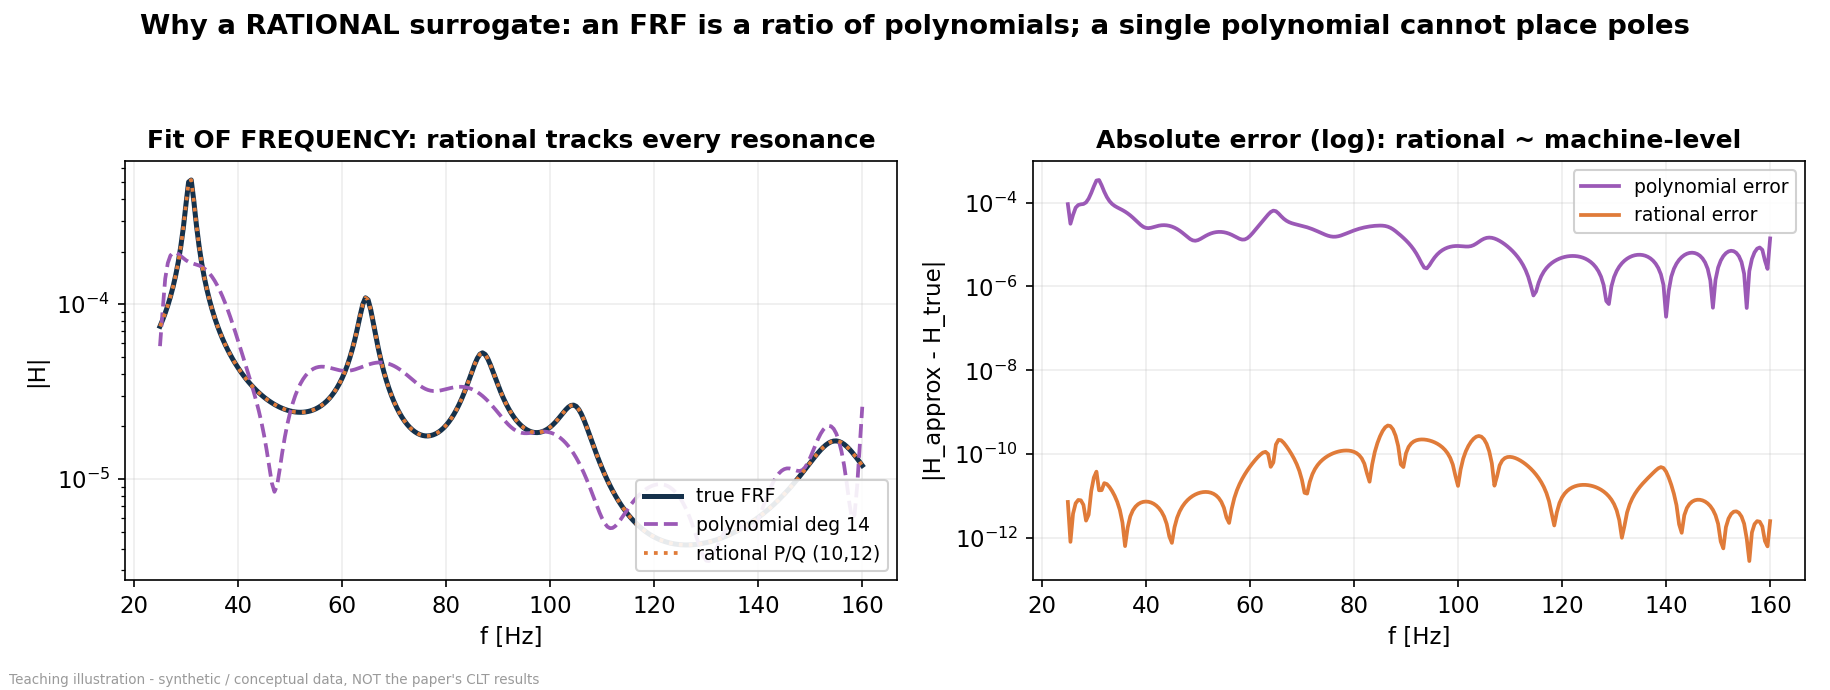 Why a RATIONAL surrogate: an FRF is a ratio of polynomials; a single polynomial cannot place poles
Fit OF FREQUENCY: rational tracks every resonance
|H|
10⁻⁴
10⁻⁵
true FRF
polynomial deg 14
rational P/Q (10,12)
20 40 60 80 100 120 140 160
f [Hz]
Absolute error (log): rational ~ machine-level
|H_approx - H_true|
10⁻⁴
10⁻⁶
10⁻⁸
10⁻¹⁰
10⁻¹²
polynomial error
rational error
20 40 60 80 100 120 140 160
f [Hz]
Teaching illustration - synthetic / conceptual data, NOT the paper's CLT results